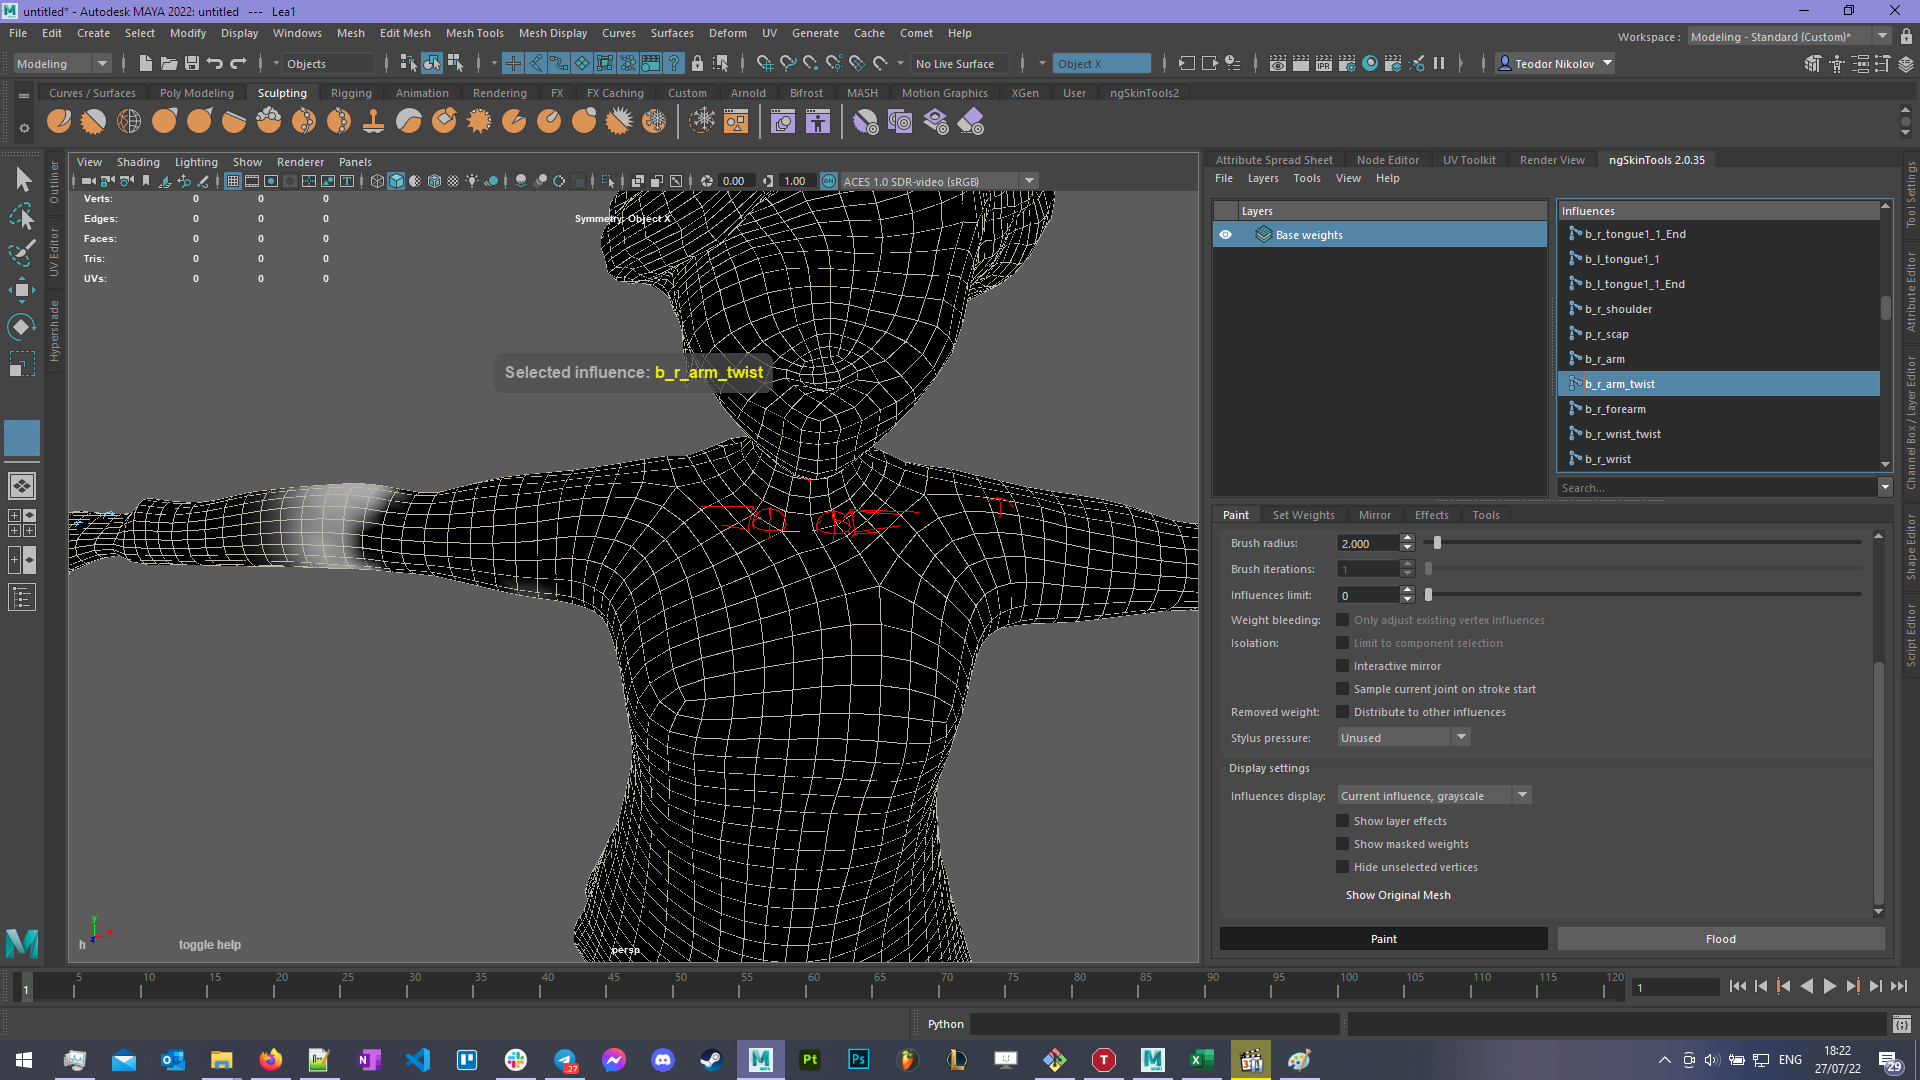 untitled* - Autodesk MAYA 2022: untitled --- Lea1
File Edit Create Select Modify Display Windows Mesh Edit Mesh Mesh Tools Mesh Display Curves Surfaces Deform UV Generate Cache Comet Help
Workspace : Modeling - Standard (Custom)*
Modeling Objects No Live Surface Object X Teodor Nikolov
Curves / Surfaces Poly Modeling Sculpting Rigging Animation Rendering FX FX Caching Custom Arnold Bifrost MASH Motion Graphics XGen User ngSkinTools2
View Shading Lighting Show Renderer Panels
0.00 1.00 ACES 1.0 SDR-video (sRGB)
Outliner
UV Editor
Hypershade
Verts: 0 0 0
Edges: 0 0 0
Faces: 0 0 0
Tris: 0 0 0
UVs: 0 0 0
Symmetry: Object X
Selected influence: b_r_arm_twist
h toggle help
persp
Attribute Spread Sheet Node Editor UV Toolkit Render View ngSkinTools 2.0.35
File Layers Tools View Help
Layers
Base weights
Influences
b_r_tongue1_1_End
b_l_tongue1_1
b_l_tongue1_1_End
b_r_shoulder
p_r_scap
b_r_arm
b_r_arm_twist
b_r_forearm
b_r_wrist_twist
b_r_wrist
Search...
Paint Set Weights Mirror Effects Tools
Brush radius: 2.000
Brush iterations: 1
Influences limit: 0
Weight bleeding: Only adjust existing vertex influences
Isolation: Limit to component selection
Interactive mirror
Sample current joint on stroke start
Removed weight: Distribute to other influences
Stylus pressure: Unused
Display settings
Influences display: Current influence, grayscale
Show layer effects
Show masked weights
Hide unselected vertices
Show Original Mesh
Paint Flood
Tool Settings
Attribute Editor
Channel Box / Layer Editor
Shape Editor
Script Editor
1 5 10 15 20 25 30 35 40 45 50 55 60 65 70 75 80 85 90 95 100 105 110 115 120
1
Python
ENG
18:22
27/07/22
29